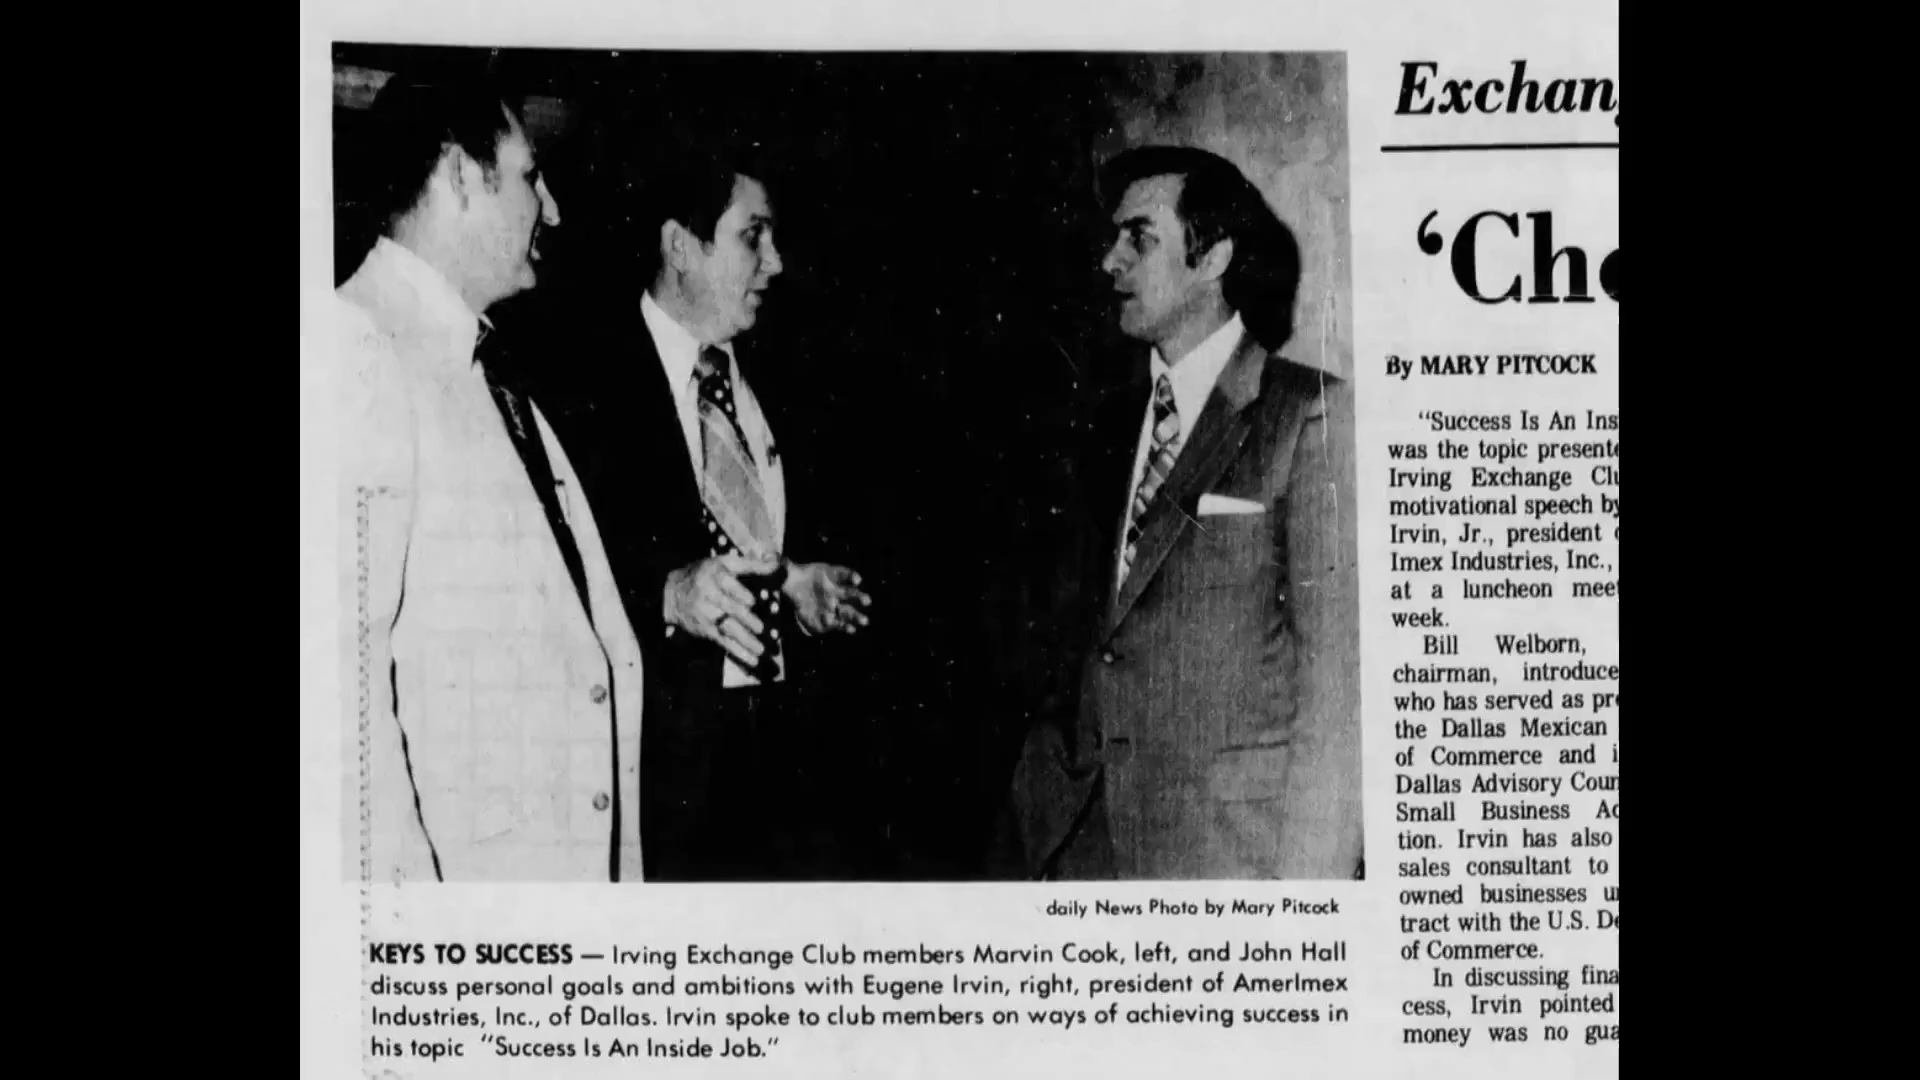 daily News Photo by Mary Pitcock
KEYS TO SUCCESS — Irving Exchange Club members Marvin Cook, left, and John Hall
discuss personal goals and ambitions with Eugene Irvin, right, president of AmerImex
Industries, Inc., of Dallas. Irvin spoke to club members on ways of achieving success in
his topic "Success Is An Inside Job."
Exchan
'Cho
By MARY PITCOCK
"Success Is An Ins
was the topic presente
Irving Exchange Clu
motivational speech by
Irvin, Jr., president
Imex Industries, Inc.,
at a luncheon mee
week.
Bill Welborn,
chairman, introduce
who has served as pre
the Dallas Mexican
of Commerce and i
Dallas Advisory Coun
Small Business Ad
tion. Irvin has also
sales consultant to
owned businesses u
tract with the U.S. De
of Commerce.
In discussing fina
cess, Irvin pointed
money was no gua